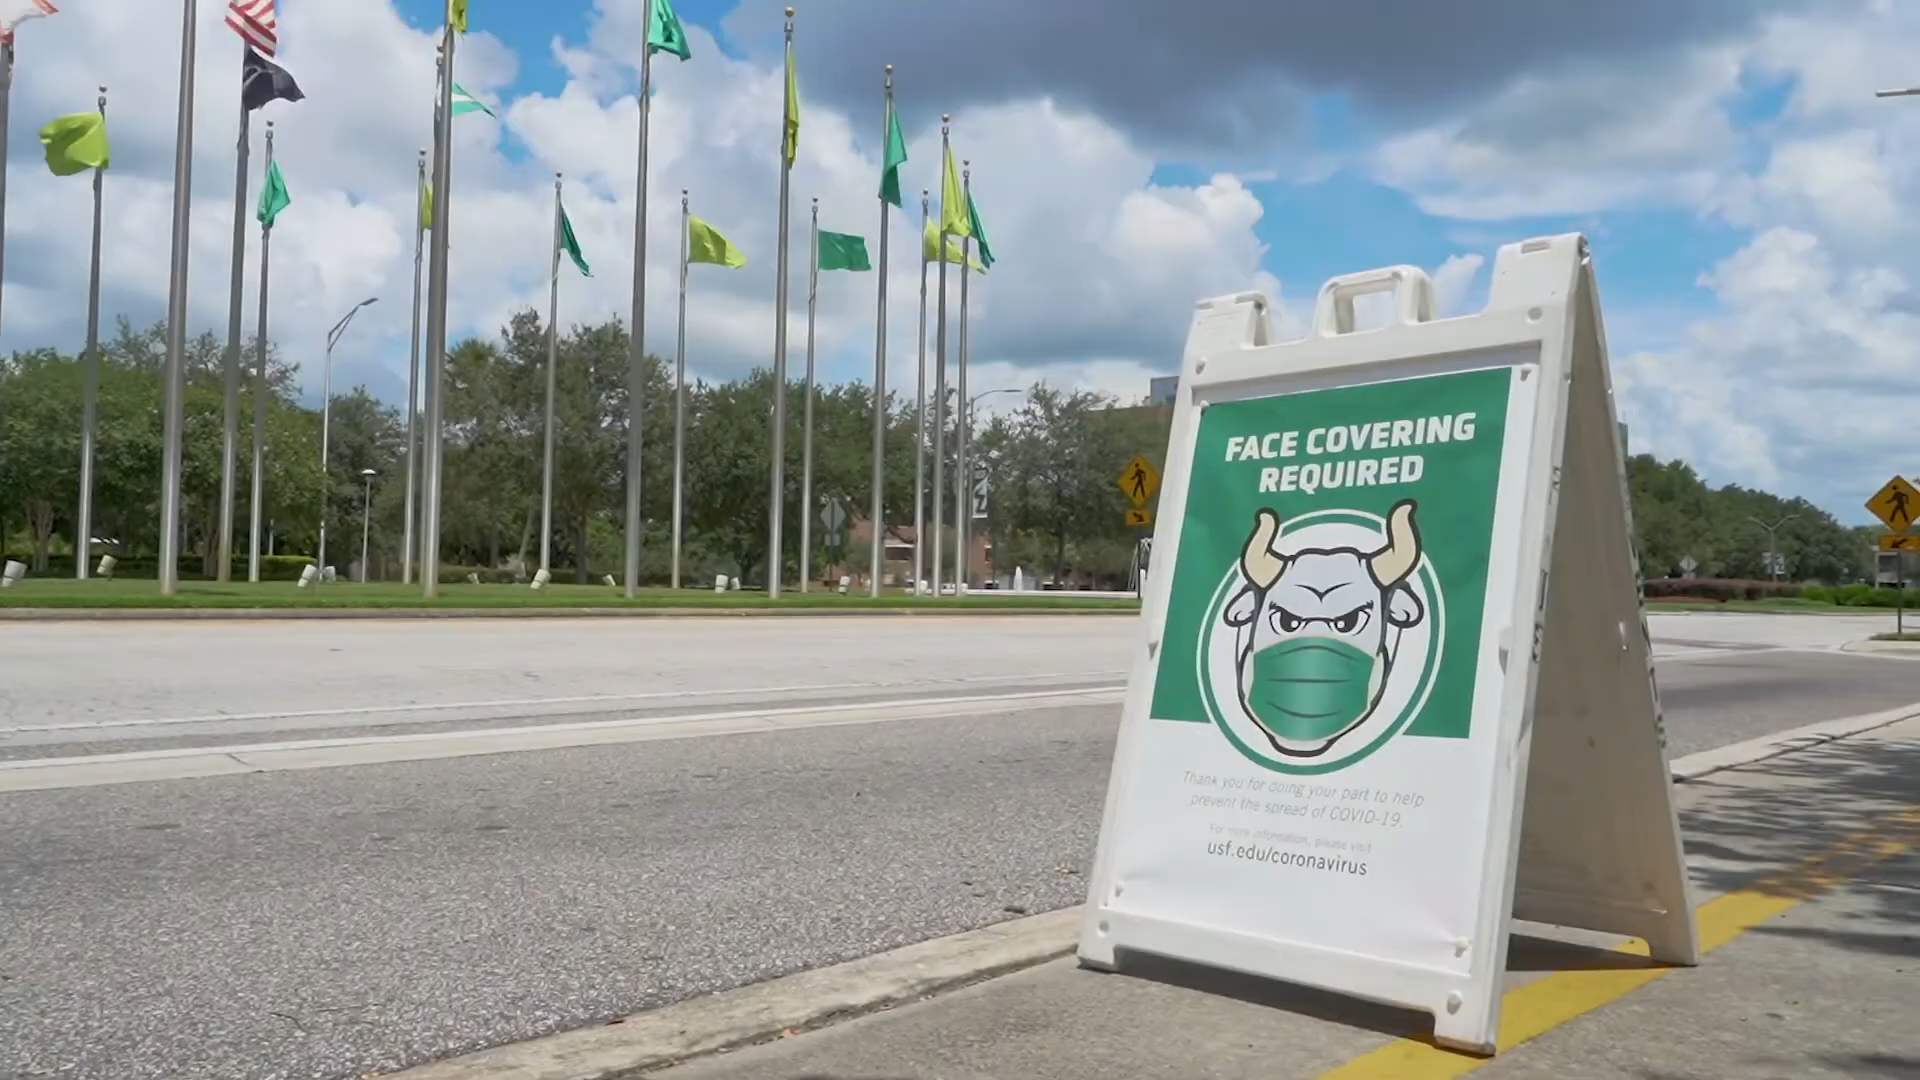 FACE COVERING
REQUIRED
Thank you for doing your part to help
prevent the spread of COVID-19.
For more information, please visit
usf.edu/coronavirus